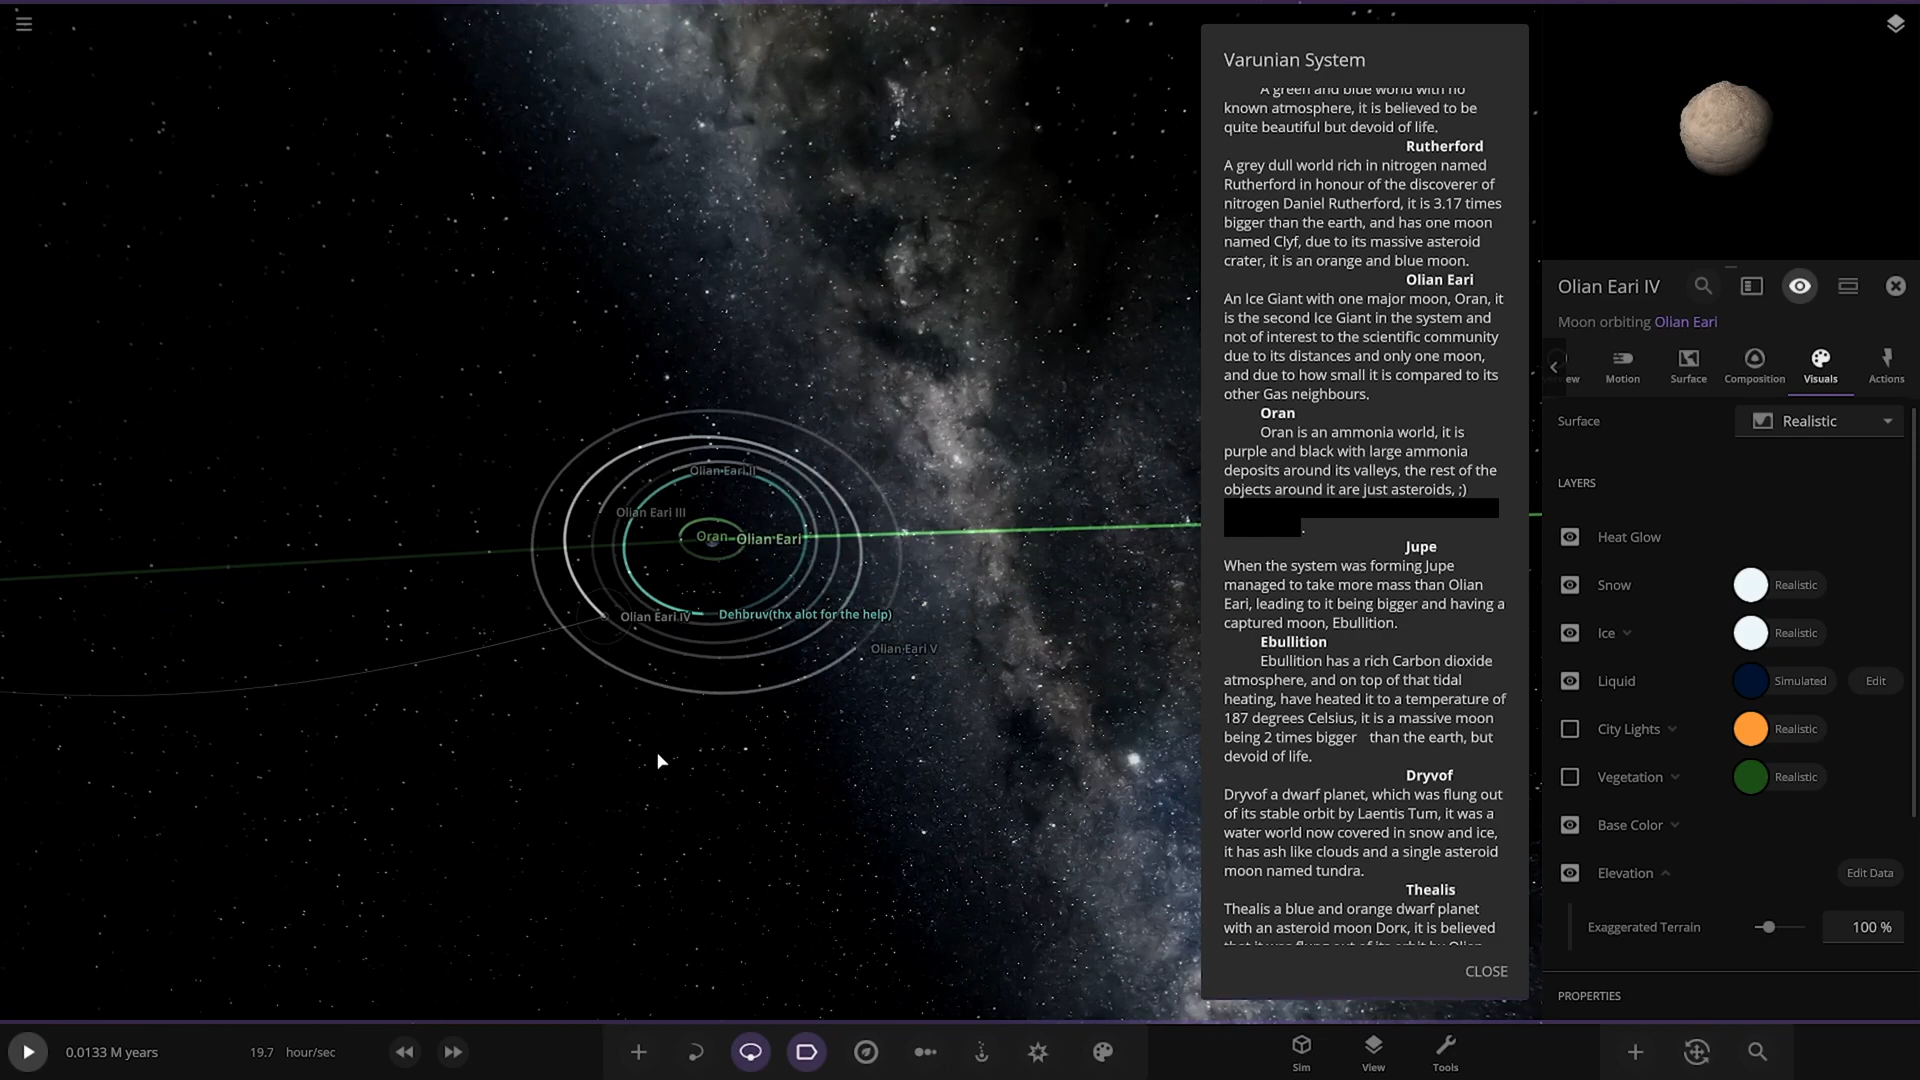 Varunian System
A green and blue world with no
known atmosphere, it is believed to be
quite beautiful but devoid of life.
Rutherford
A grey dull world rich in nitrogen named
Rutherford in honour of the discoverer of
nitrogen Daniel Rutherford, it is 3.17 times
bigger than the earth, and has one moon
named Clyf, due to its massive asteroid
crater, it is an orange and blue moon.
Olian Eari
An Ice Giant with one major moon, Oran, it
is the second Ice Giant in the system and
not of interest to the scientific community
due to its distances and only one moon,
and due to how small it is compared to its
other Gas neighbours.
Oran
Oran is an ammonia world, it is
purple and black with large ammonia
deposits around its valleys, the rest of the
objects around it are just asteroids, ;)
.
Jupe
When the system was forming Jupe
managed to take more mass than Olian
Eari, leading to it being bigger and having a
captured moon, Ebullition.
Ebullition
Ebullition has a rich Carbon dioxide
atmosphere, and on top of that tidal
heating, have heated it to a temperature of
187 degrees Celsius, it is a massive moon
being 2 times bigger than the earth, but
devoid of life.
Dryvof
Dryvof a dwarf planet, which was flung out
of its stable orbit by Laentis Tum, it was a
water world now covered in snow and ice,
it has ash like clouds and a single asteroid
moon named tundra.
Thealis
Thealis a blue and orange dwarf planet
with an asteroid moon Dork, it is believed
that it was flung out of its orbit by Olian
CLOSE
Olian Eari II
Olian Eari III
Oran
Olian Eari
Olian Eari IV
Dehbruv(thx alot for the help)
Olian Eari V
Olian Eari IV
Moon orbiting Olian Eari
Motion
Surface
Composition
Visuals
Actions
Surface
Realistic
LAYERS
Heat Glow
Snow
Realistic
Ice
Realistic
Liquid
Simulated
Edit
City Lights
Realistic
Vegetation
Realistic
Base Color
Elevation
Edit Data
Exaggerated Terrain
100 %
PROPERTIES
0.0133 M years
19.7 hour/sec
Sim
View
Tools